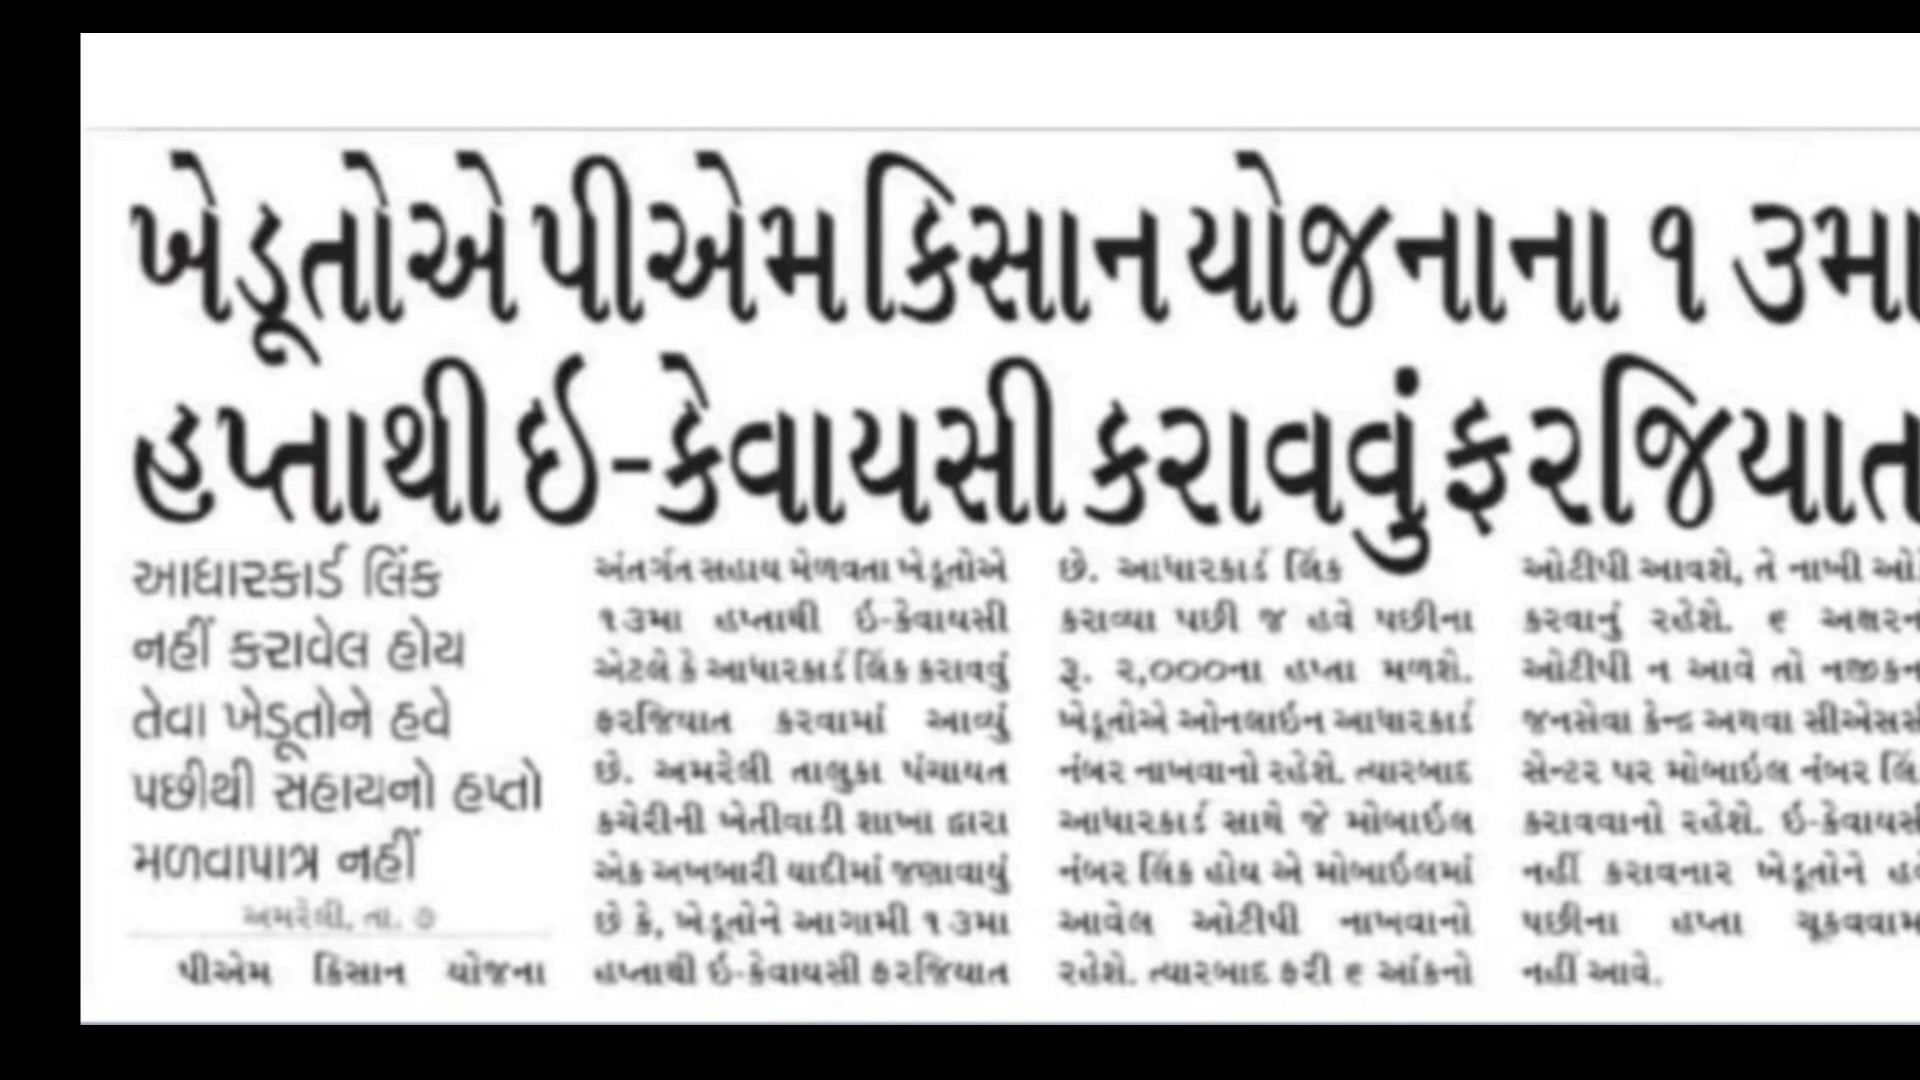 ખેડૂતોએ પીએમ કિસાન યોજનાના ૧૩મા
હપ્તાથી ઈ-કેવાયસી કરાવવું ફરજિયાત
આધારકાર્ડ લિંક
નહીં કરાવેલ હોય
તેવા ખેડૂતોને હવે
પછીથી સહાયનો હપ્તો
મળવાપાત્ર નહીં
અમરેલી, તા. ૭
પીએમ કિસાન યોજના
અંતર્ગત સહાય મેળવતા ખેડૂતોએ
૧૩મા હપ્તાથી ઈ-કેવાયસી
એટલે કે આધારકાર્ડ લિંક કરાવવું
ફરજિયાત કરવામાં આવ્યું
છે. અમરેલી તાલુકા પંચાયત
કચેરીની ખેતીવાડી શાખા દ્વારા
એક અખબારી યાદીમાં જણાવાયું
છે કે, ખેડૂતોને આગામી ૧૩મા
હપ્તાથી ઈ-કેવાયસી ફરજિયાત
છે. આધારકાર્ડ લિંક
કરાવ્યા પછી જ હવે પછીના
રૂ. ૨,૦૦૦ના હપ્તા મળશે.
ખેડૂતોએ ઓનલાઈન આધારકાર્ડ
નંબર નાખવાનો રહેશે. ત્યારબાદ
આધારકાર્ડ સાથે જે મોબાઈલ
નંબર લિંક હોય એ મોબાઈલમાં
આવેલ ઓટીપી નાખવાનો
રહેશે. ત્યારબાદ ફરી ૬ આંકનો
ઓટીપી આવશે, તે નાખી
કરવાનું રહેશે. ૬
ઓટીપી ન આવે તો
જનસેવા કેન્દ્ર અથવા
સેન્ટર પર મોબાઈલ નંબર
કરાવવાનો રહેશે.
નહીં કરાવનાર ખેડૂતોને
પછીના હપ્તા
નહીં આવે.